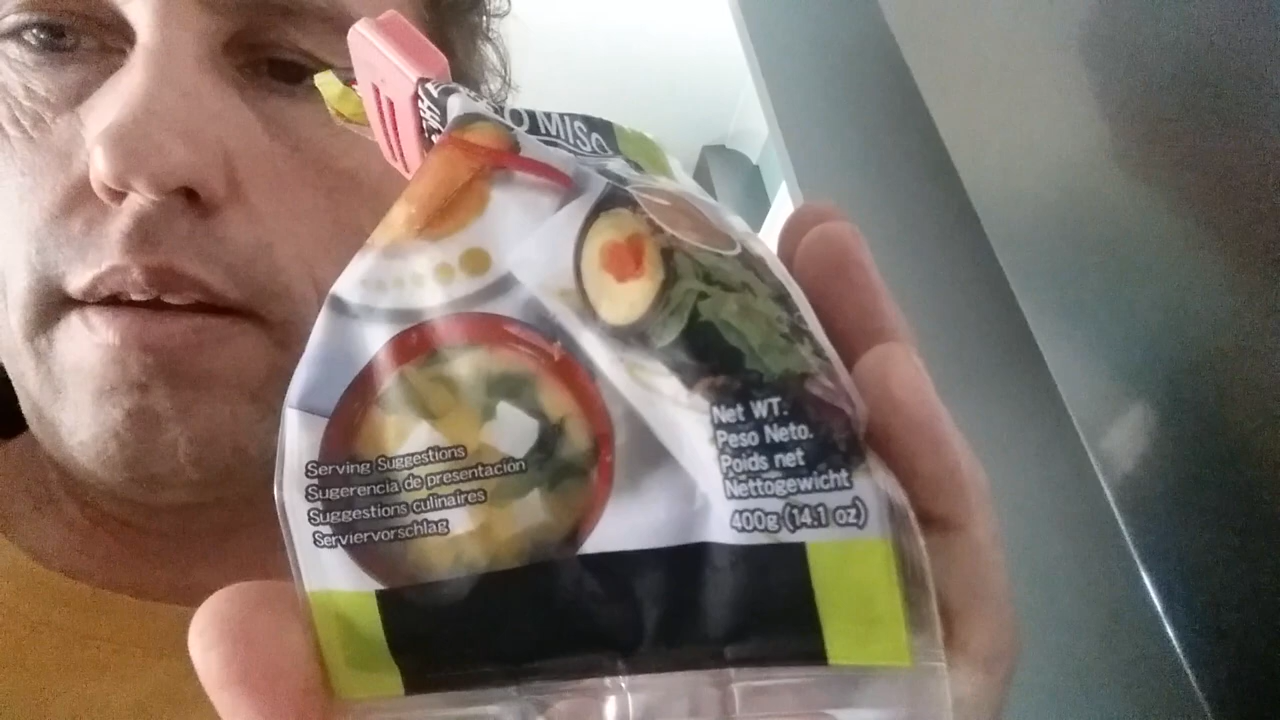 MISO
Serving Suggestions
Sugerencia de presentación
Suggestions culinaires
Serviervorschlag
Net WT.
Peso Neto.
Poids net
Nettogewicht
400g (14.1 oz)